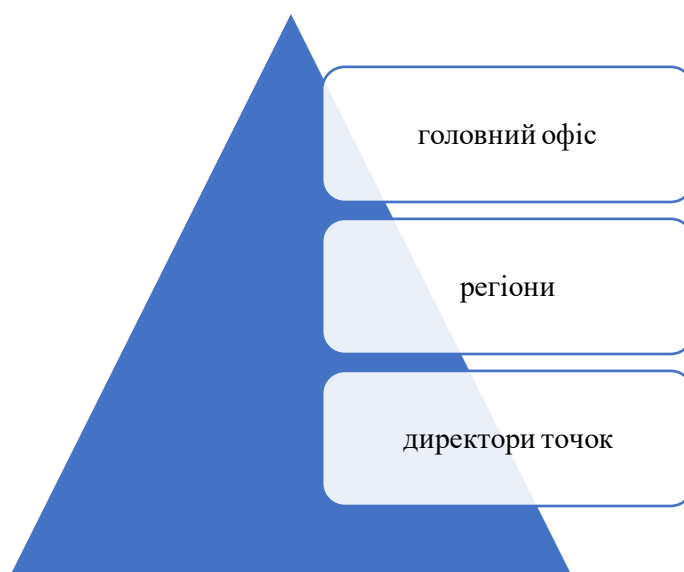 головний офіс
регіони
директори точок